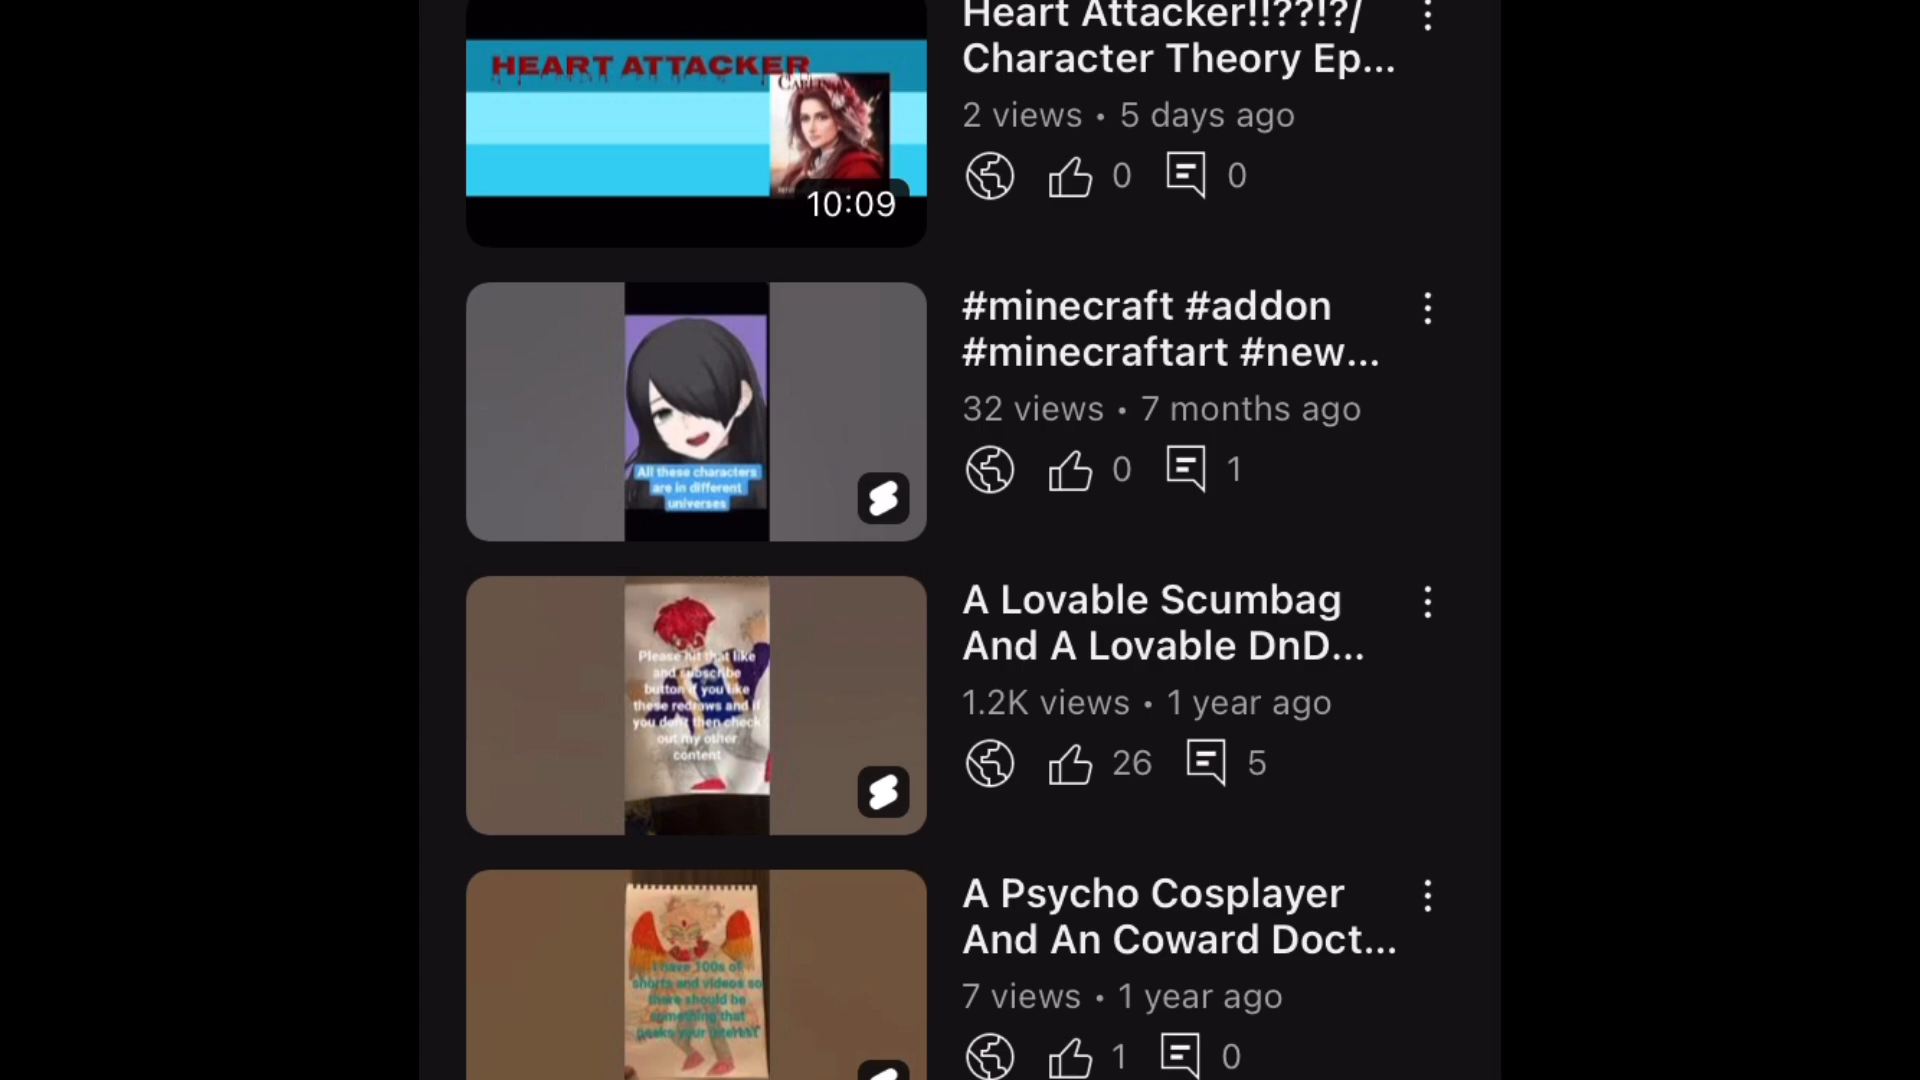 Heart Attacker!!??!?/
Character Theory Ep...
2 views • 5 days ago
0 0
HEART ATTACKER
10:09
#minecraft #addon
#minecraftart #new...
32 views • 7 months ago
0 1
All these characters
are in different
universes
A Lovable Scumbag
And A Lovable DnD...
1.2K views • 1 year ago
26 5
Please hit that like
and subscribe
button if you like
these redraws and if
you dont then check
out my other
content
A Psycho Cosplayer
And An Coward Doct...
7 views • 1 year ago
1 0
I have 100s of
shorts and videos so
there should be
something that
peaks your interest